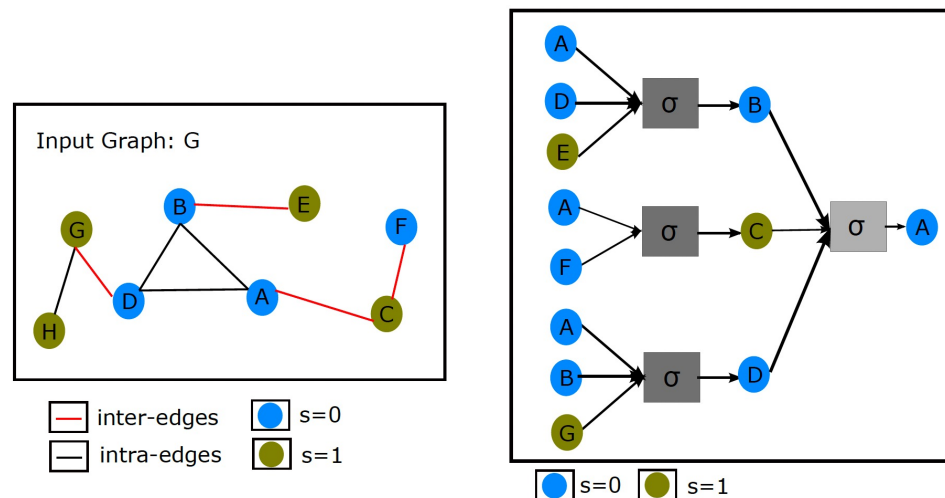 Input Graph: G
B
E
G
F
D
A
C
H
inter-edges
s=0
intra-edges
s=1
A
D
σ
B
E
A
σ
C
σ
A
F
A
B
σ
D
G
s=0
s=1